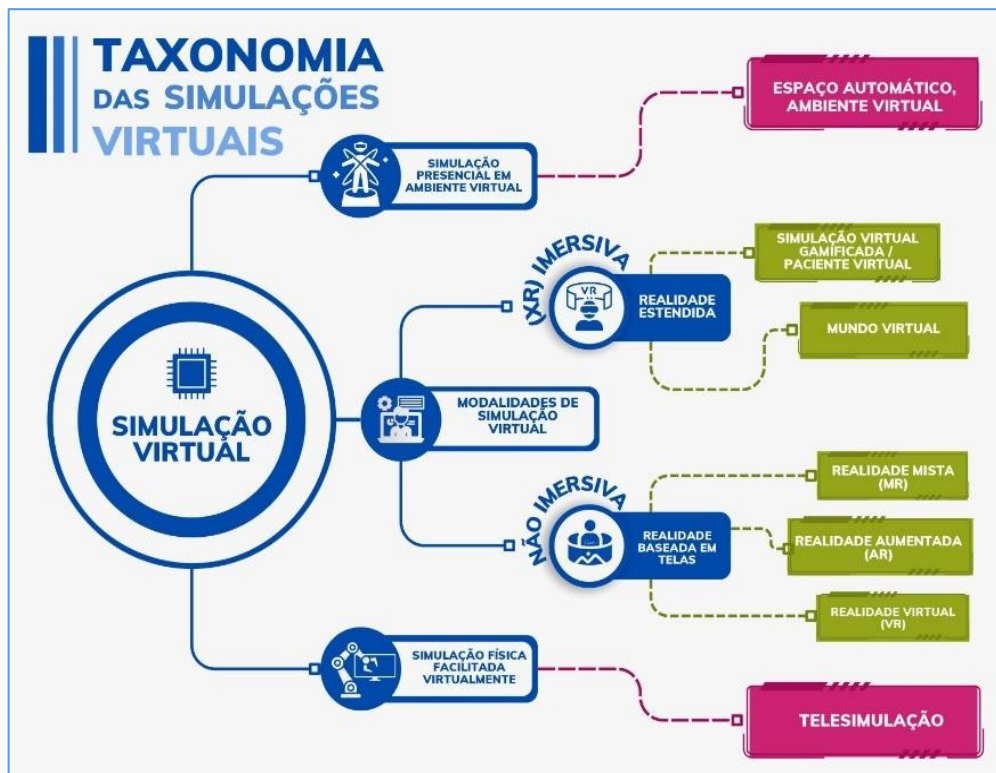 TAXONOMIA
DAS SIMULAÇÕES
VIRTUAIS
ESPAÇO AUTOMÁTICO,
AMBIENTE VIRTUAL
SIMULAÇÃO
PRESENCIAL EM
AMBIENTE VIRTUAL
(XR) IMERSIVA
VR
REALIDADE
ESTENDIDA
SIMULAÇÃO VIRTUAL
GAMIFICADA /
PACIENTE VIRTUAL
MUNDO VIRTUAL
SIMULAÇÃO
VIRTUAL
MODALIDADES DE
SIMULAÇÃO
VIRTUAL
NÃO IMERSIVA
REALIDADE
BASEADA EM
TELAS
REALIDADE MISTA
(MR)
REALIDADE AUMENTADA
(AR)
REALIDADE VIRTUAL
(VR)
SIMULAÇÃO FÍSICA
FACILITADA
VIRTUALMENTE
TELESIMULAÇÃO